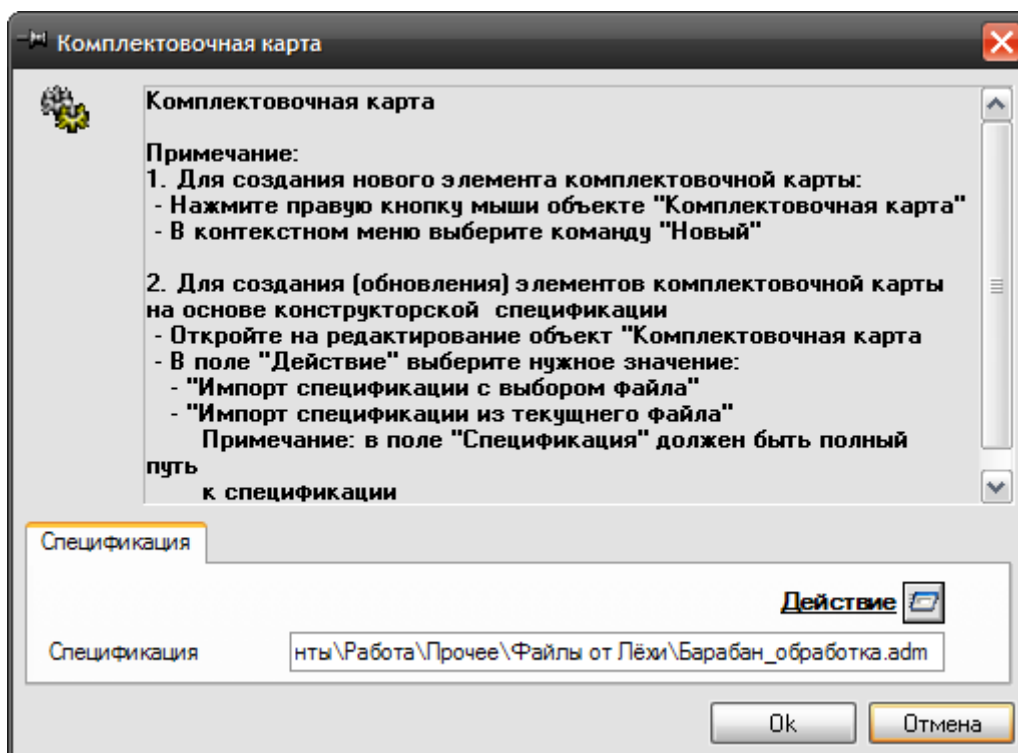 Комплектовочная карта
Комплектовочная карта
Примечание:
1. Для создания нового элемента комплектовочной карты:
- Нажмите правую кнопку мыши объекте "Комплектовочная карта"
- В контекстном меню выберите команду "Новый"
2. Для создания (обновления) элементов комплектовочной карты
на основе конструкторской спецификации
- Откройте на редактирование объект "Комплектовочная карта
- В поле "Действие" выберите нужное значение:
- "Импорт спецификации с выбором файла"
- "Импорт спецификации из текущнего файла"
Примечание: в поле "Спецификация" должен быть полный
путь
к спецификации
Спецификация
Действие
Спецификация
нты\Работа\Прочее\Файлы от Лёхи\Барабан_обработка.adm
Ok
Отмена